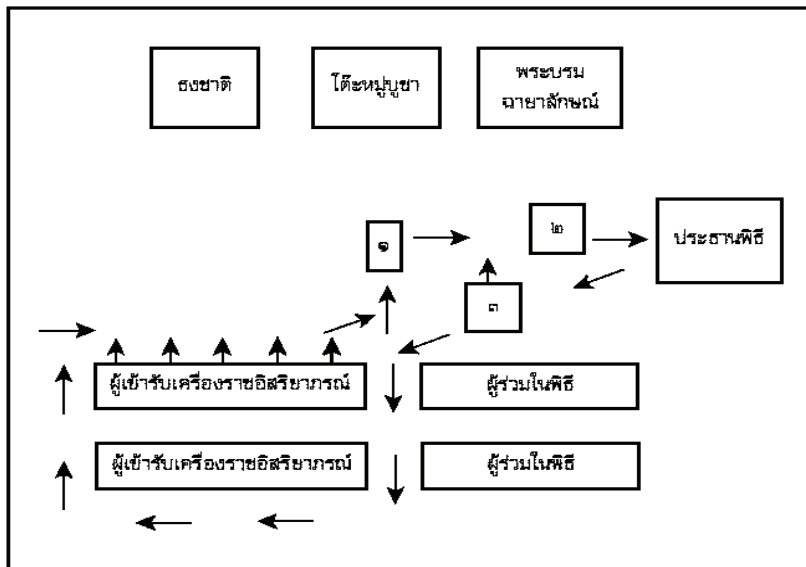 ธงชาติ
โต๊ะหมู่บูชา
พระบรม
ฉายาลักษณ์
๑
๒
ประธานพิธี
๓
ผู้เข้ารับเครื่องราชอิสริยาภรณ์
ผู้ร่วมในพิธี
ผู้เข้ารับเครื่องราชอิสริยาภรณ์
ผู้ร่วมในพิธี